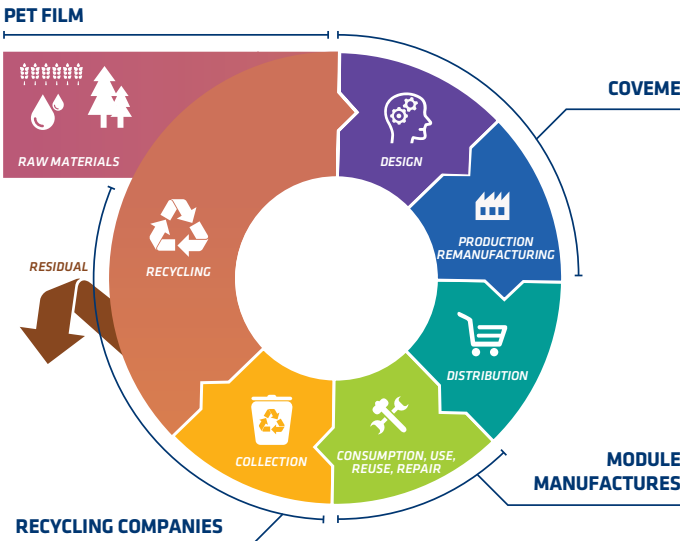 PET FILM
COVEME
RAW MATERIALS
DESIGN
PRODUCTION
REMANUFACTURING
RESIDUAL
RECYCLING
DISTRIBUTION
COLLECTION
CONSUMPTION, USE,
REUSE, REPAIR
MODULE
MANUFACTURES
RECYCLING COMPANIES